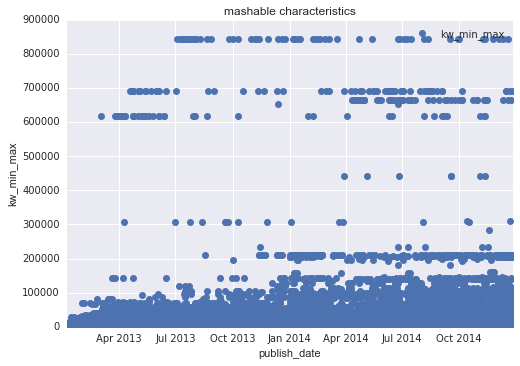 mashable characteristics
900000
800000
700000
600000
500000
400000
300000
200000
100000
0
kw_min_max
kw_min_max
Apr 2013
Jul 2013
Oct 2013
Jan 2014
Apr 2014
Jul 2014
Oct 2014
publish_date